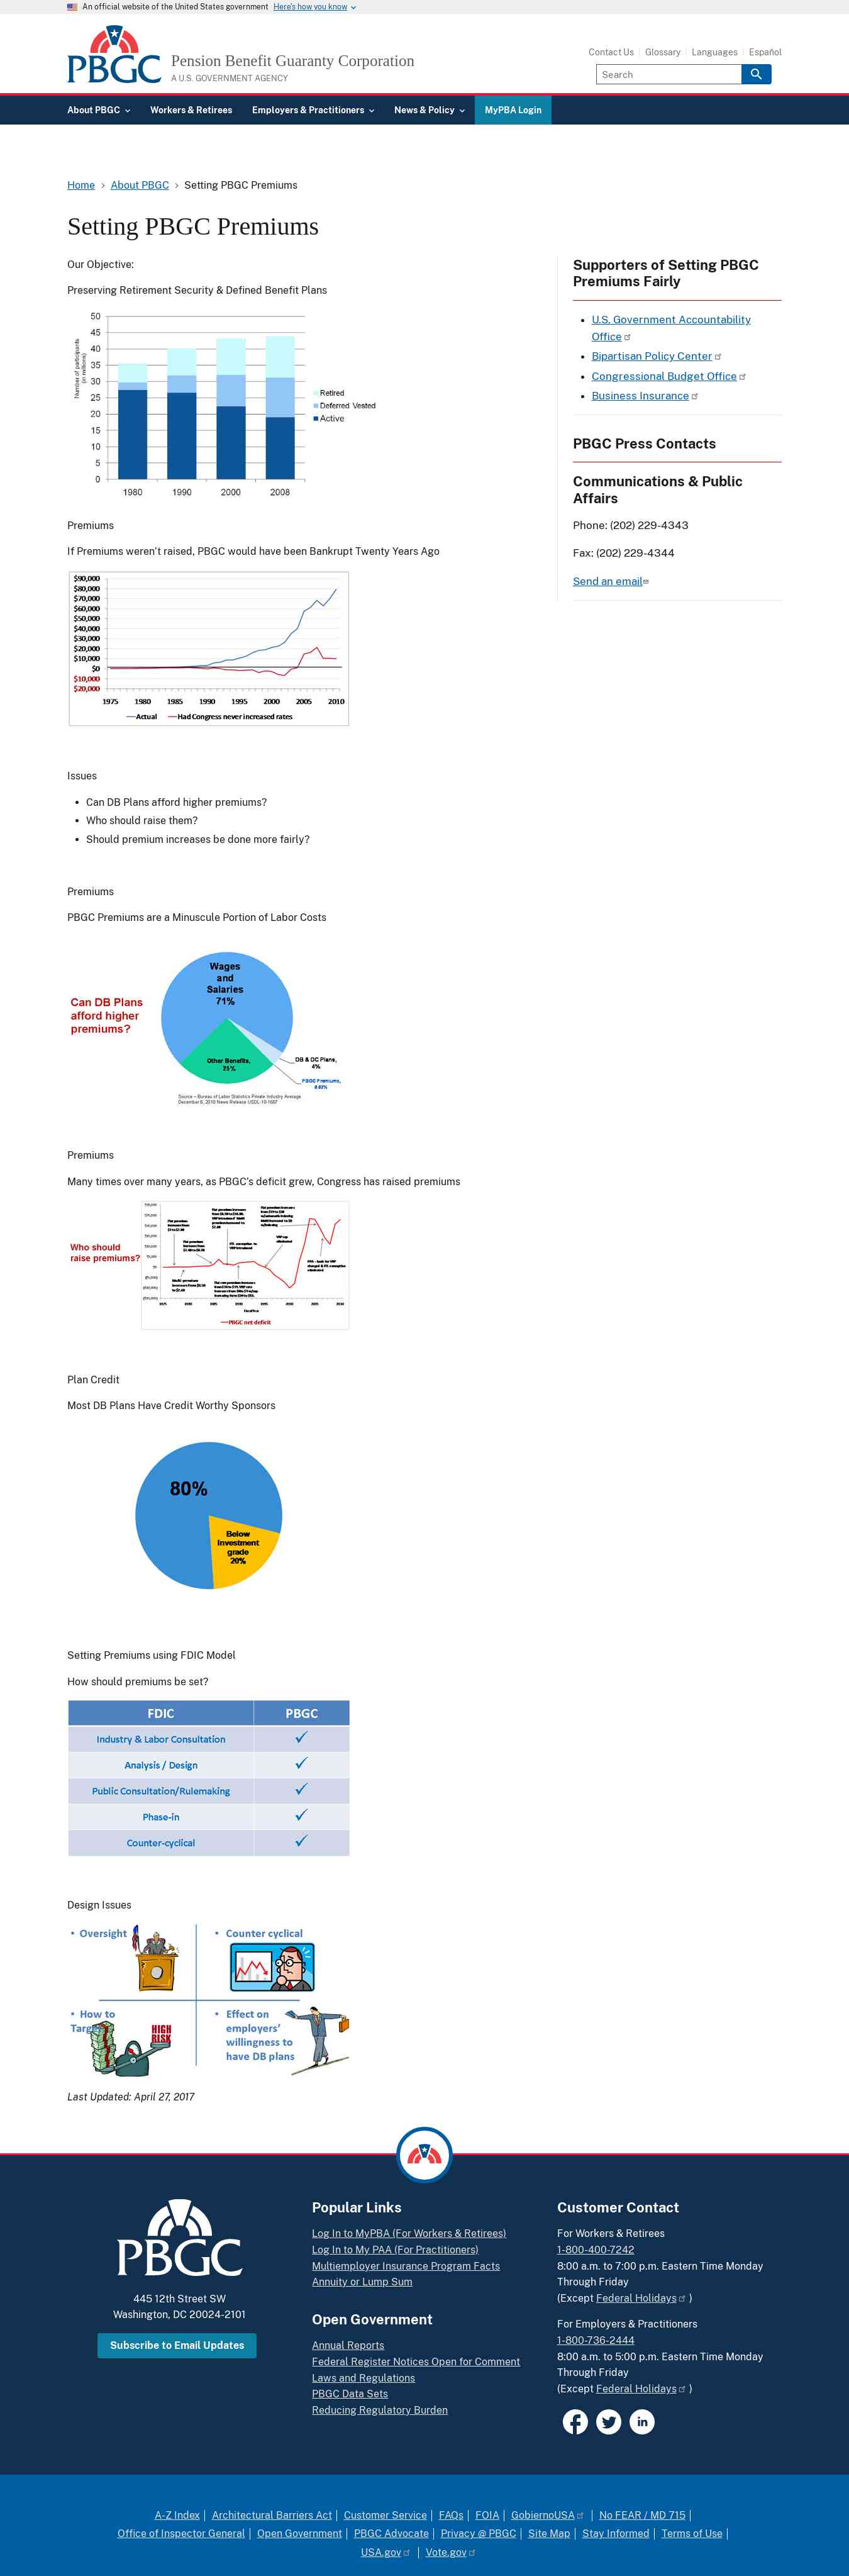 An official website of the United States government Here's how you know
PBGC
Pension Benefit Guaranty Corporation
A U.S. GOVERNMENT AGENCY
Contact Us
Glossary
Languages
Español
Search
About PBGC
Workers & Retirees
Employers & Practitioners
News & Policy
MyPBA Login
Home > About PBGC > Setting PBGC Premiums
Setting PBGC Premiums
Our Objective:
Preserving Retirement Security & Defined Benefit Plans
Number of participants
(in millions)
50
45
40
35
30
25
20
15
10
5
0
1980 1990 2000 2008
Retired
Deferred Vested
Active
Premiums
If Premiums weren't raised, PBGC would have been Bankrupt Twenty Years Ago
$90,000
$80,000
$70,000
$60,000
$50,000
$40,000
$30,000
$20,000
$10,000
$0
$10,000
$20,000
1975 1980 1985 1990 1995 2000 2005 2010
Actual
Had Congress never increased rates
Issues
Can DB Plans afford higher premiums?
Who should raise them?
Should premium increases be done more fairly?
Premiums
PBGC Premiums are a Minuscule Portion of Labor Costs
Can DB Plans
afford higher
premiums?
Wages
and
Salaries
71%
Other Benefits,
25%
DB & DC Plans,
4%
PBGC Premiums,
Source – Bureau of Labor Statistics Private Industry Average
December 8, 2010 News Release USDL-10-1687
Premiums
Many times over many years, as PBGC's deficit grew, Congress has raised premiums
Who should
raise premiums?
PBGC net deficit
Plan Credit
Most DB Plans Have Credit Worthy Sponsors
80%
Below
Investment
grade
20%
Setting Premiums using FDIC Model
How should premiums be set?
FDIC PBGC
Industry & Labor Consultation ✓
Analysis / Design ✓
Public Consultation/Rulemaking ✓
Phase-in ✓
Counter-cyclical ✓
Design Issues
• Oversight
• Counter cyclical
• How to
Target
HIGH
RISK
• Effect on
employers'
willingness to
have DB plans
Last Updated: April 27, 2017
Supporters of Setting PBGC
Premiums Fairly
U.S. Government Accountability
Office
Bipartisan Policy Center
Congressional Budget Office
Business Insurance
PBGC Press Contacts
Communications & Public
Affairs
Phone: (202) 229-4343
Fax: (202) 229-4344
Send an email
PBGC
445 12th Street SW
Washington, DC 20024-2101
Subscribe to Email Updates
Popular Links
Log In to MyPBA (For Workers & Retirees)
Log In to My PAA (For Practitioners)
Multiemployer Insurance Program Facts
Annuity or Lump Sum
Open Government
Annual Reports
Federal Register Notices Open for Comment
Laws and Regulations
PBGC Data Sets
Reducing Regulatory Burden
Customer Contact
For Workers & Retirees
1-800-400-7242
8:00 a.m. to 7:00 p.m. Eastern Time Monday
Through Friday
(Except Federal Holidays )
For Employers & Practitioners
1-800-736-2444
8:00 a.m. to 5:00 p.m. Eastern Time Monday
Through Friday
(Except Federal Holidays )
in
A-Z Index | Architectural Barriers Act | Customer Service | FAQs | FOIA | GobiernoUSA | No FEAR / MD 715 |
Office of Inspector General | Open Government | PBGC Advocate | Privacy @ PBGC | Site Map | Stay Informed | Terms of Use |
USA.gov | Vote.gov